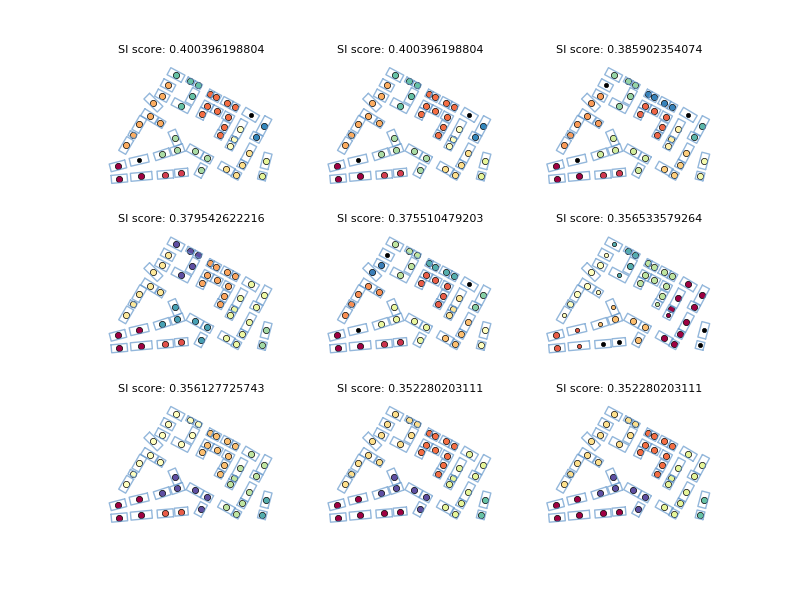 SI score: 0.400396198804
SI score: 0.400396198804
SI score: 0.385902354074
SI score: 0.379542622216
SI score: 0.375510479203
SI score: 0.356533579264
SI score: 0.356127725743
SI score: 0.352280203111
SI score: 0.352280203111